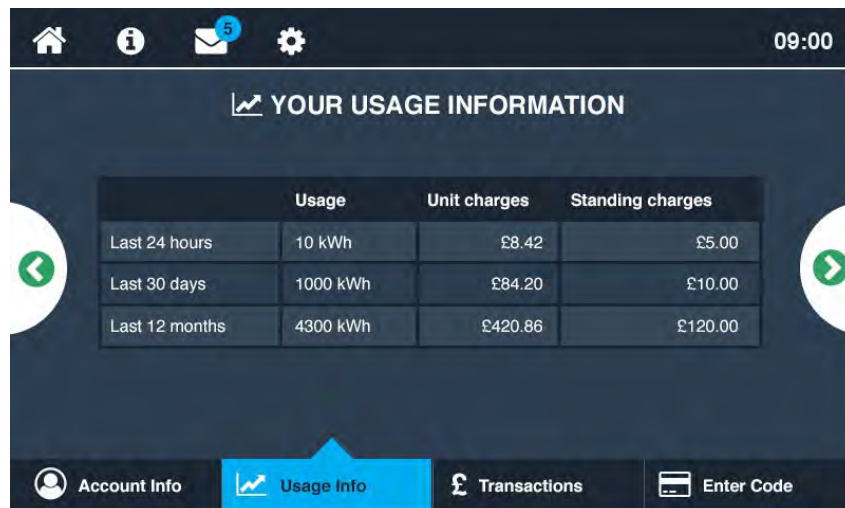 5
09:00
YOUR USAGE INFORMATION
Usage Unit charges Standing charges
Last 24 hours 10 kWh £8.42 £5.00
Last 30 days 1000 kWh £84.20 £10.00
Last 12 months 4300 kWh £420.86 £120.00
Account Info Usage Info £ Transactions Enter Code